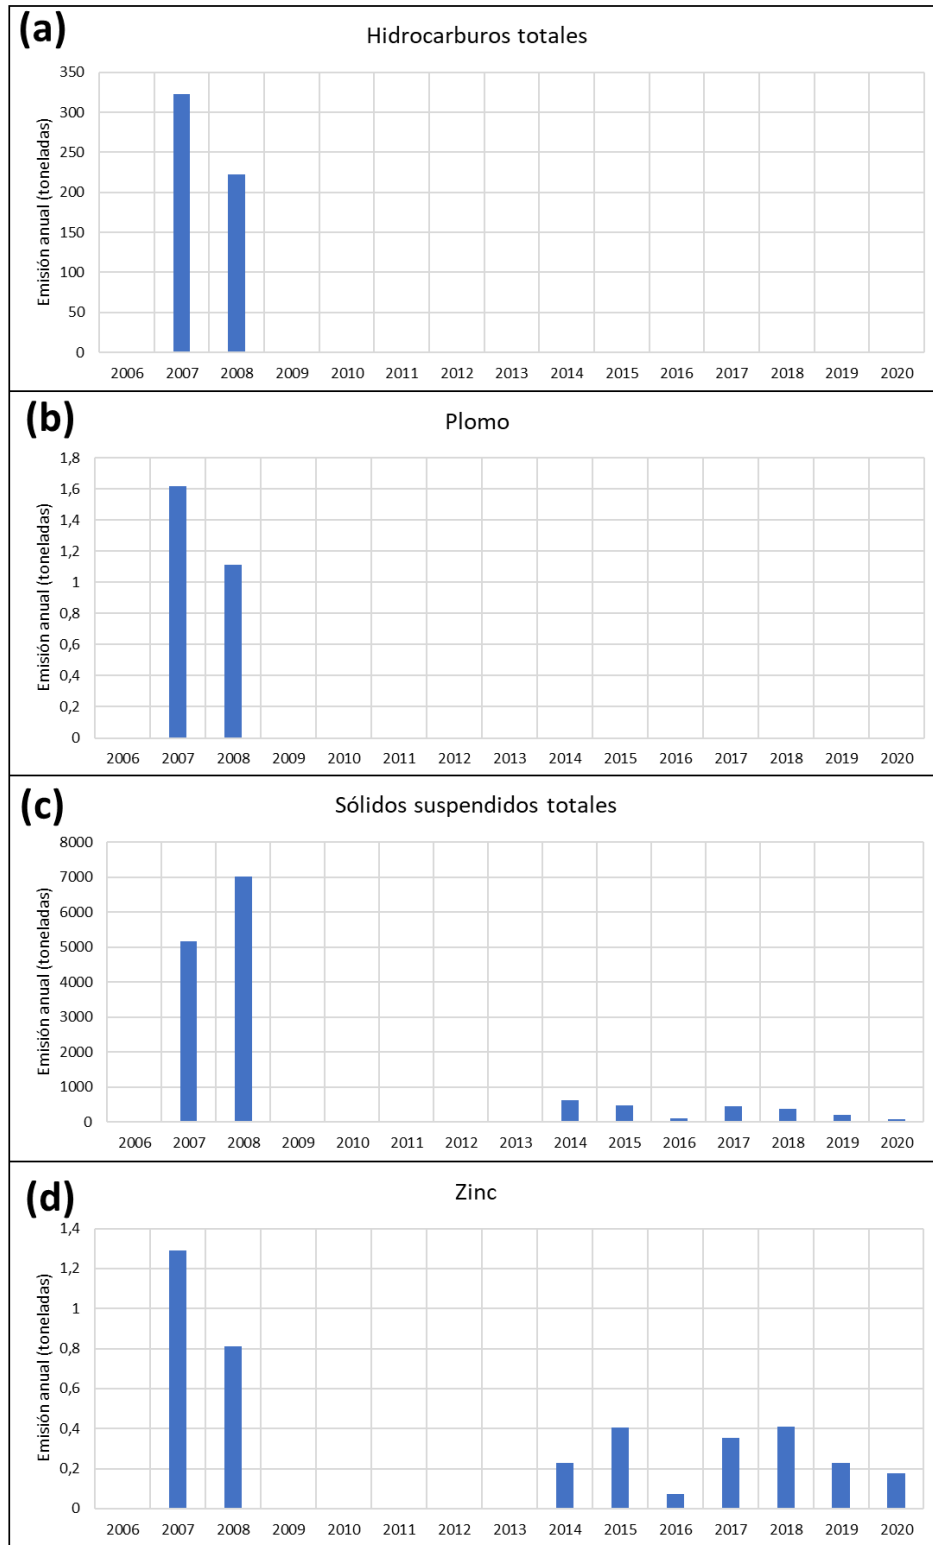 (a)
Hidrocarburos totales
Emisión anual (toneladas)
350
300
250
200
150
100
50
0
2006 2007 2008 2009 2010 2011 2012 2013 2014 2015 2016 2017 2018 2019 2020
(b)
Plomo
Emisión anual (toneladas)
1,8
1,6
1,4
1,2
1
0,8
0,6
0,4
0,2
0
2006 2007 2008 2009 2010 2011 2012 2013 2014 2015 2016 2017 2018 2019 2020
(c)
Sólidos suspendidos totales
Emisión anual (toneladas)
8000
7000
6000
5000
4000
3000
2000
1000
0
2006 2007 2008 2009 2010 2011 2012 2013 2014 2015 2016 2017 2018 2019 2020
(d)
Zinc
Emisión anual (toneladas)
1,4
1,2
1
0,8
0,6
0,4
0,2
0
2006 2007 2008 2009 2010 2011 2012 2013 2014 2015 2016 2017 2018 2019 2020